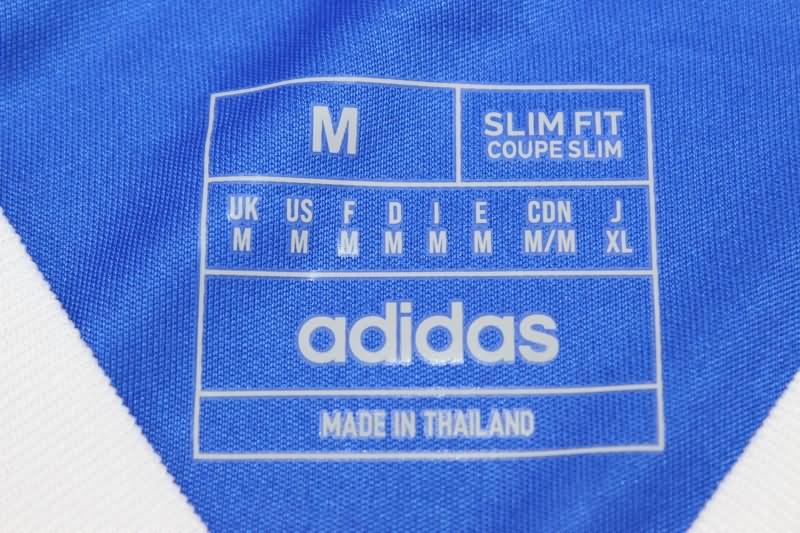 M
SLIM FIT
COUPE SLIM
UK US F D I E CDN J
M M M M M M M/M XL
adidas
MADE IN THAILAND